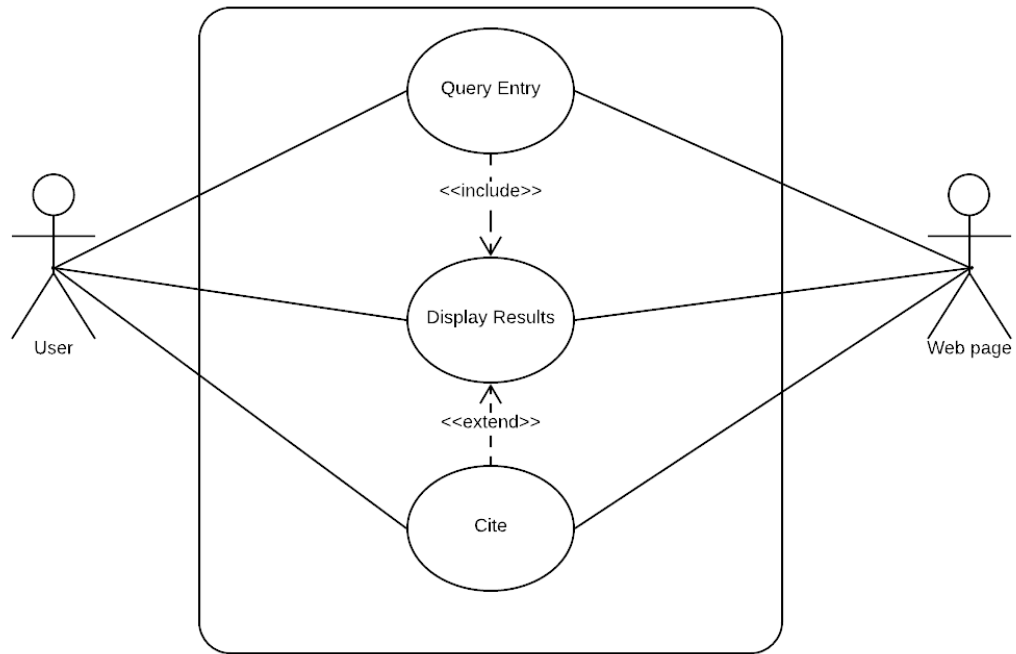 Query Entry
<<include>>
Display Results
User
Web page
<<extend>>
Cite